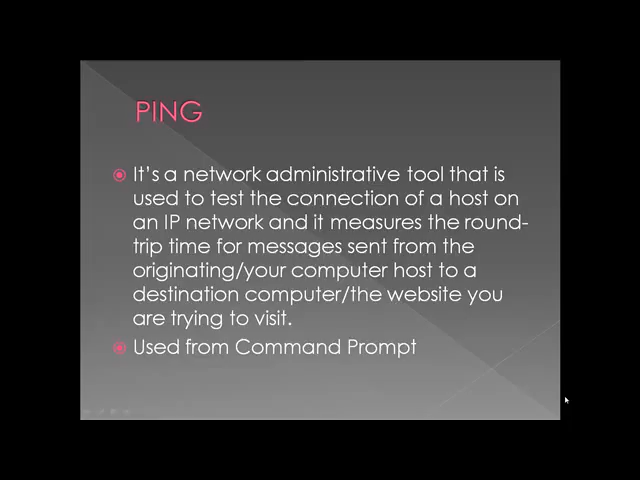 PING
It's a network administrative tool that is
used to test the connection of a host on
an IP network and it measures the round-
trip time for messages sent from the
originating/your computer host to a
destination computer/the website you
are trying to visit.
Used from Command Prompt